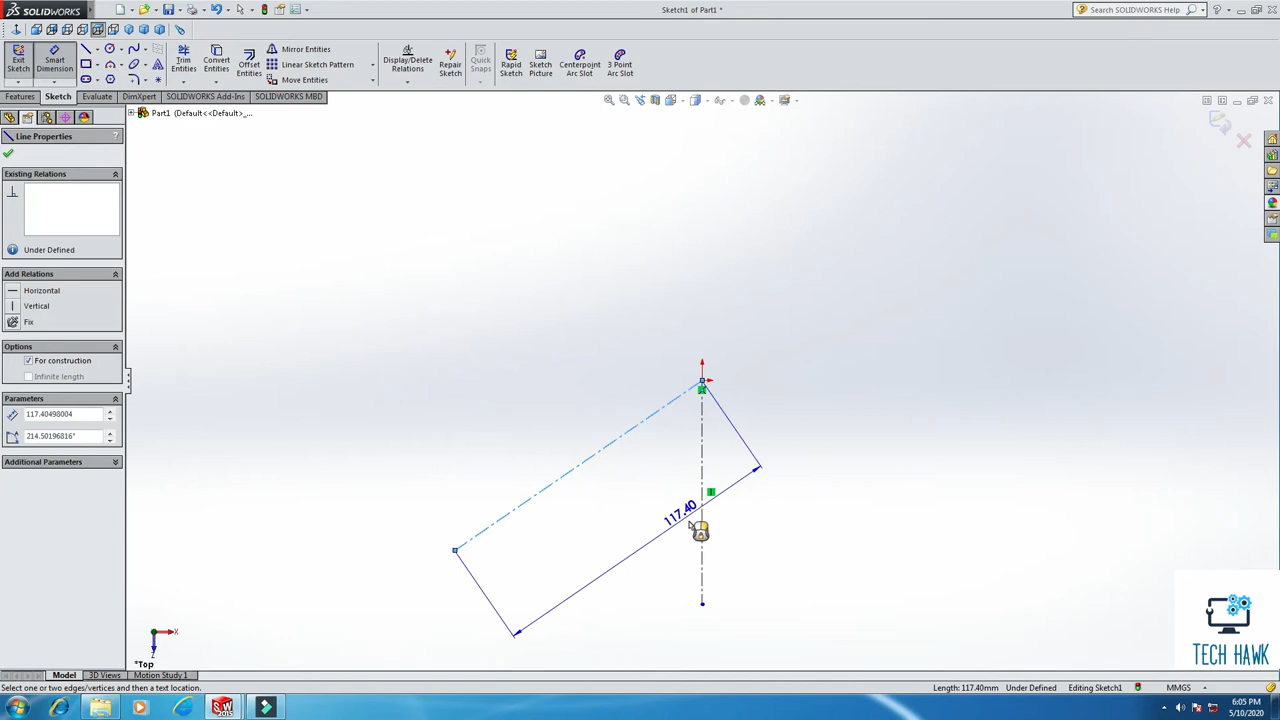 SOLIDWORKS
Sketch1 of Part1 *
Search SOLIDWORKS Help
Exit Sketch
Smart Dimension
Trim Entities
Convert Entities
Offset Entities
Mirror Entities
Linear Sketch Pattern
Move Entities
Display/Delete Relations
Repair Sketch
Quick Snaps
Rapid Sketch
Sketch Picture
Centerpoint Arc Slot
3 Point Arc Slot
Features
Sketch
Evaluate
DimXpert
SOLIDWORKS Add-Ins
SOLIDWORKS MBD
Part1 (Default<<Default>_...
Line Properties
?
Existing Relations
Under Defined
Add Relations
Horizontal
Vertical
Fix
Options
For construction
Infinite length
Parameters
117.40498004
214.50196816°
Additional Parameters
117.40
X
Z
*Top
TECH HAWK
Model
3D Views
Motion Study 1
Select one or two edges/vertices and then a text location.
Length: 117.40mm
Under Defined
Editing Sketch1
MMGS
6:05 PM
5/10/2020